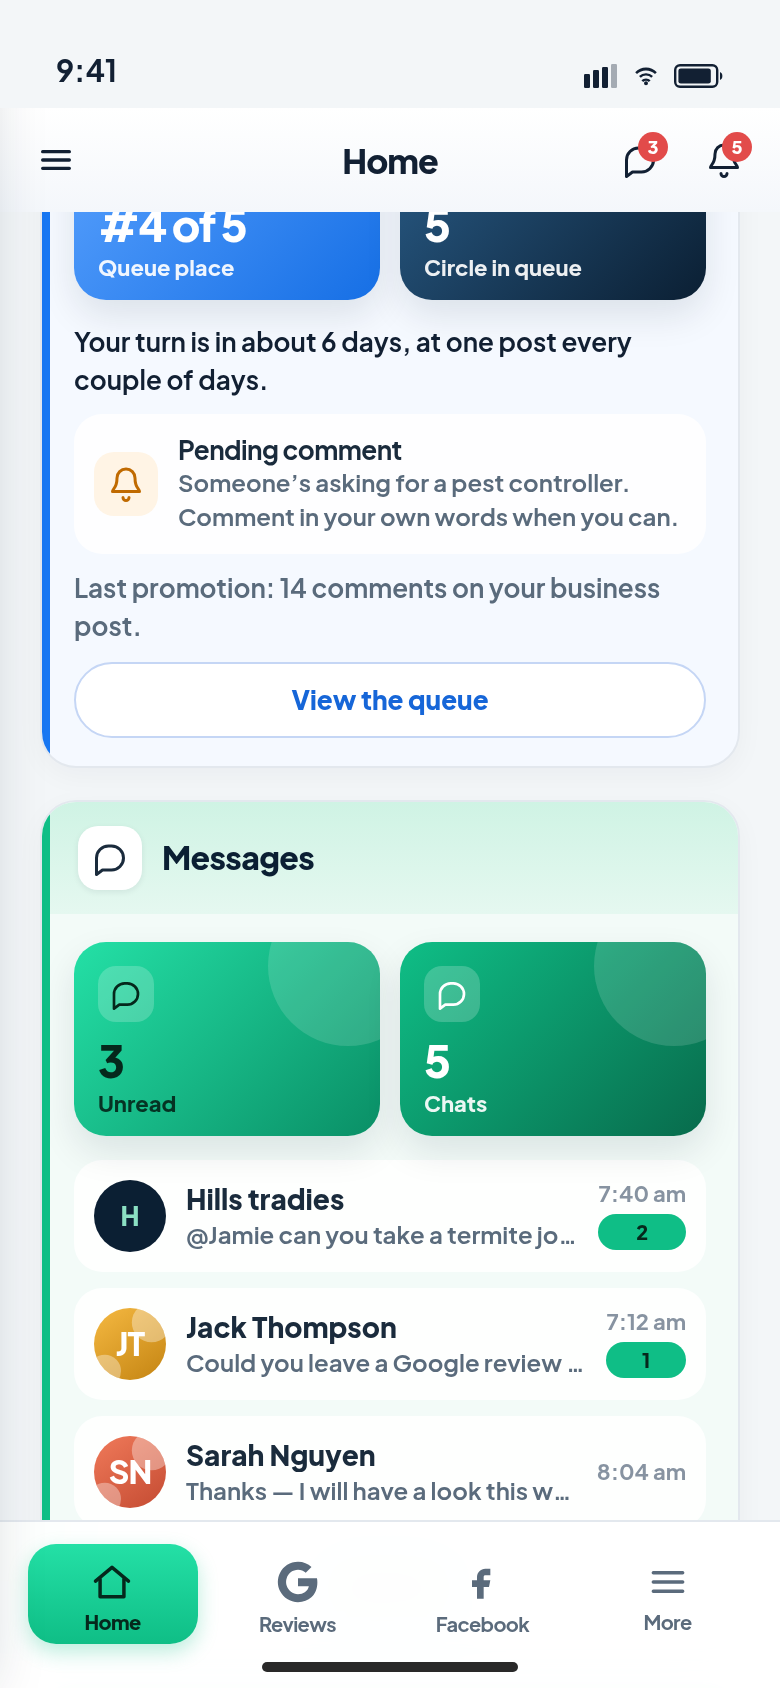 9:41
Home
3
5
#4 of 5
Queue place
5
Circle in queue
Your turn is in about 6 days, at one post every
couple of days.
Pending comment
Someone’s asking for a pest controller.
Comment in your own words when you can.
Last promotion: 14 comments on your business
post.
View the queue
Messages
3
Unread
5
Chats
H
Hills tradies
7:40 am
@Jamie can you take a termite jo...
2
JT
Jack Thompson
7:12 am
Could you leave a Google review ...
1
SN
Sarah Nguyen
8:04 am
Thanks — I will have a look this w...
Home
Reviews
Facebook
More